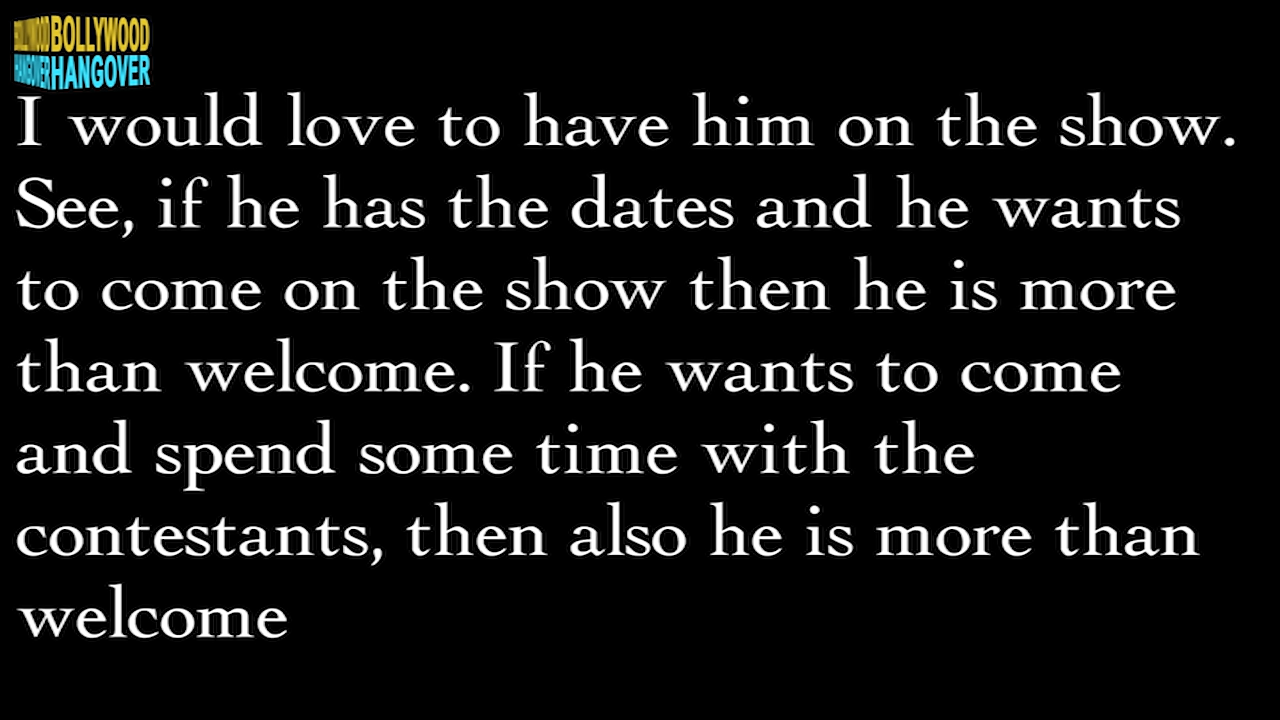 BOLLYWOOD
HANGOVER
I would love to have him on the show.
See, if he has the dates and he wants
to come on the show then he is more
than welcome. If he wants to come
and spend some time with the
contestants, then also he is more than
welcome